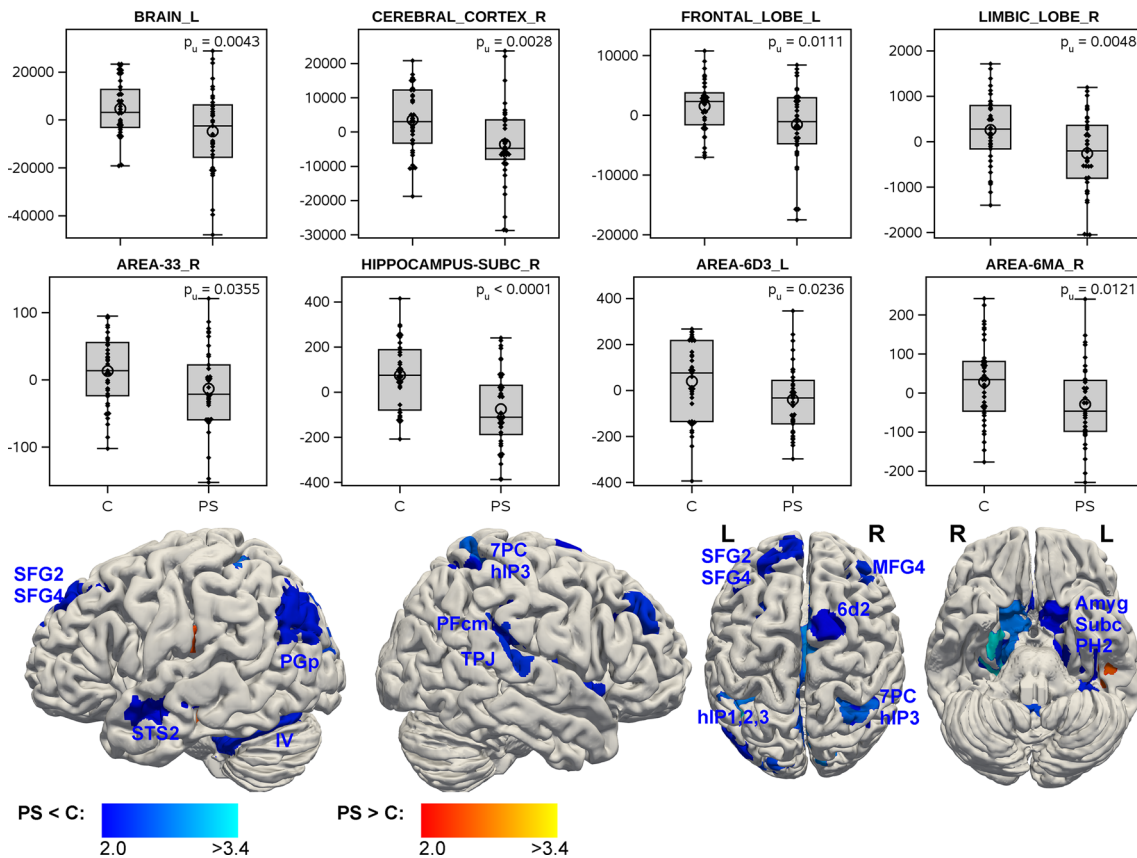 BRAIN_L
CEREBRAL_CORTEX_R
FRONTAL_LOBE_L
LIMBIC_LOBE_R
pu = 0.0043
pu = 0.0028
pu = 0.0111
pu = 0.0048
20000
0
-20000
-40000
20000
10000
0
-10000
-20000
-30000
10000
0
-10000
-20000
2000
1000
0
-1000
-2000
AREA-33_R
HIPPOCAMPUS-SUBC_R
AREA-6D3_L
AREA-6MA_R
pu = 0.0355
pu < 0.0001
pu = 0.0236
pu = 0.0121
100
0
-100
400
200
0
-200
-400
400
200
0
-200
-400
200
100
0
-100
-200
C PS
C PS
C PS
C PS
L R
R L
SFG2
SFG4
PGp
STS2
IV
7PC
hIP3
PFcm
TPJ
SFG2
SFG4
MFG4
6d2
hIP1,2,3
7PC
hIP3
Amyg
Subc
PH2
PS < C:
2.0 >3.4
PS > C:
2.0 >3.4